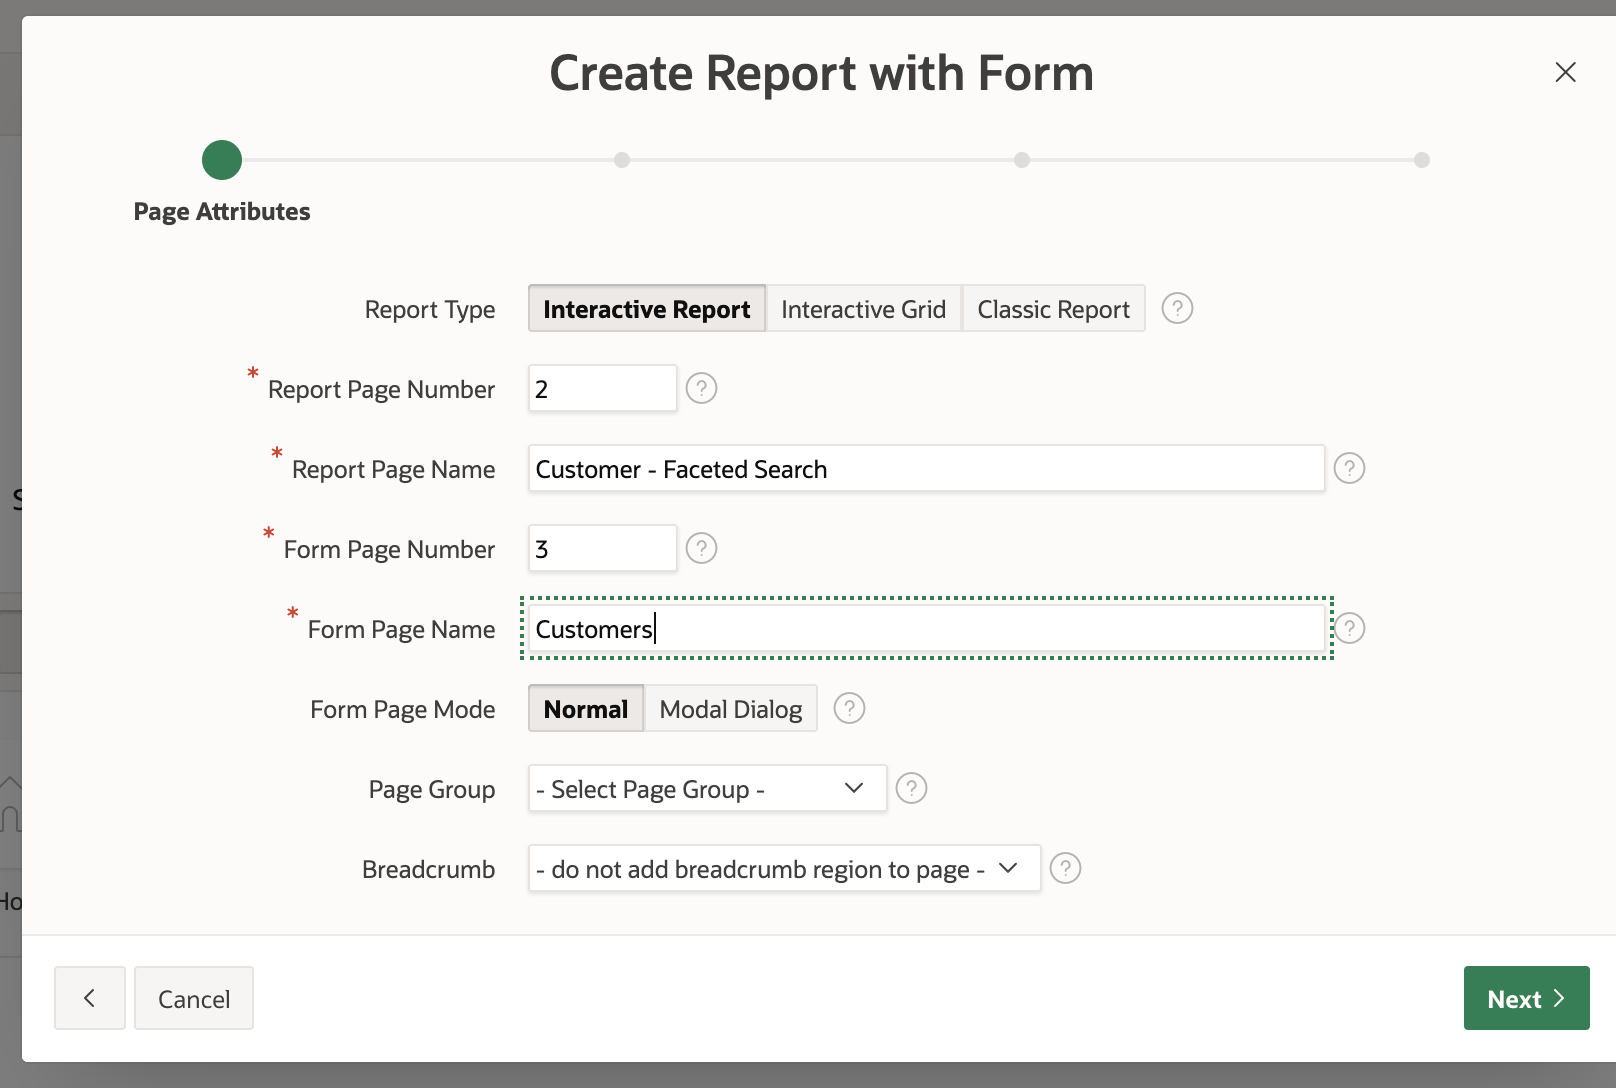 Create Report with Form
Page Attributes
Report Type Interactive Report Interactive Grid Classic Report ?
* Report Page Number 2 ?
* Report Page Name Customer - Faceted Search ?
* Form Page Number 3 ?
* Form Page Name Customers ?
Form Page Mode Normal Modal Dialog ?
Page Group - Select Page Group - ?
Breadcrumb - do not add breadcrumb region to page - ?
Cancel
Next